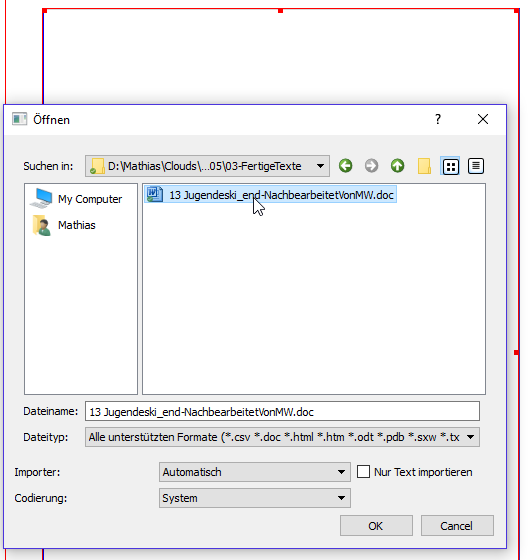 Öffnen
?
Suchen in:
D:\Mathias\Clouds\...05\03-FertigeTexte
My Computer
Mathias
13 Jugendeski_end-NachbearbeitetVonMW.doc
Dateiname:
13 Jugendeski_end-NachbearbeitetVonMW.doc
Dateityp:
Alle unterstützten Formate (*.csv *.doc *.html *.htm *.odt *.pdb *.sxw *.tx
Importer:
Automatisch
Nur Text importieren
Codierung:
System
OK
Cancel